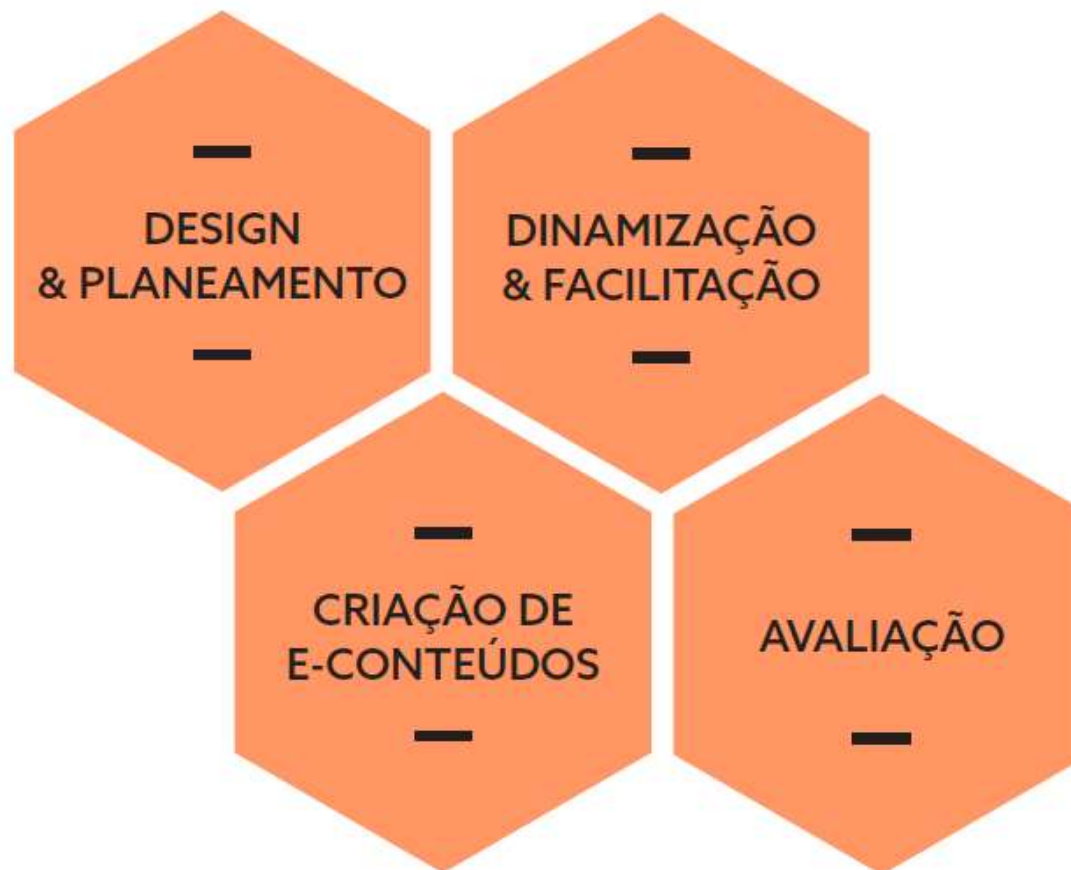 DESIGN
& PLANEAMENTO
DINAMIZAÇÃO
& FACILITAÇÃO
CRIAÇÃO DE
E-CONTEÚDOS
AVALIAÇÃO